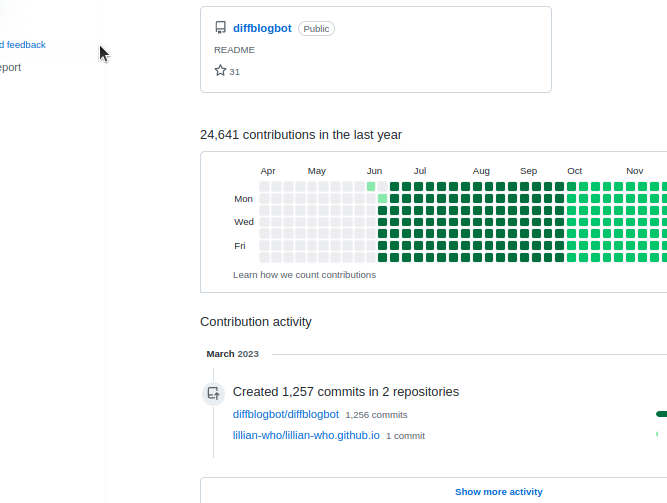 diffblogbot Public
d feedback
README
eport
31
24,641 contributions in the last year
Apr May Jun Jul Aug Sep Oct Nov
Mon
Wed
Fri
Learn how we count contributions
Contribution activity
March 2023
Created 1,257 commits in 2 repositories
diffblogbot/diffblogbot 1,256 commits
lillian-who/lillian-who.github.io 1 commit
Show more activity